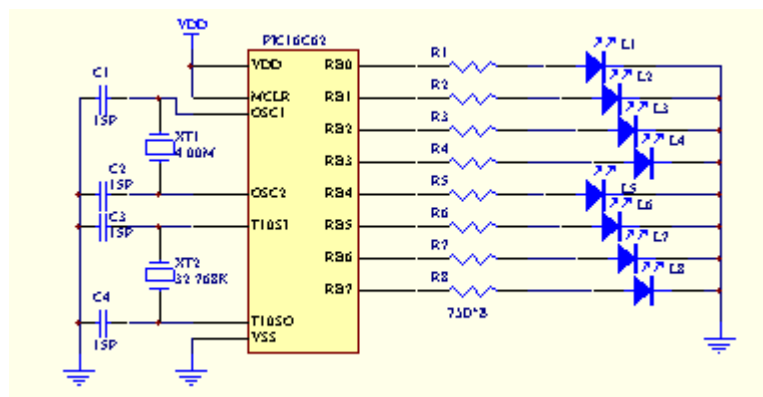 VDD
PIC16C62
VDD
MCLR
OSC1
OSC2
T1OSI
T1OSO
VSS
RB0
RB1
RB2
RB3
RB4
RB5
RB6
RB7
C1
15P
XT1
4.00M
C2
15P
C3
15P
XT2
32.768K
C4
15P
R1
R2
R3
R4
R5
R6
R7
R8
750*8
L1
L2
L3
L4
L5
L6
L7
L8